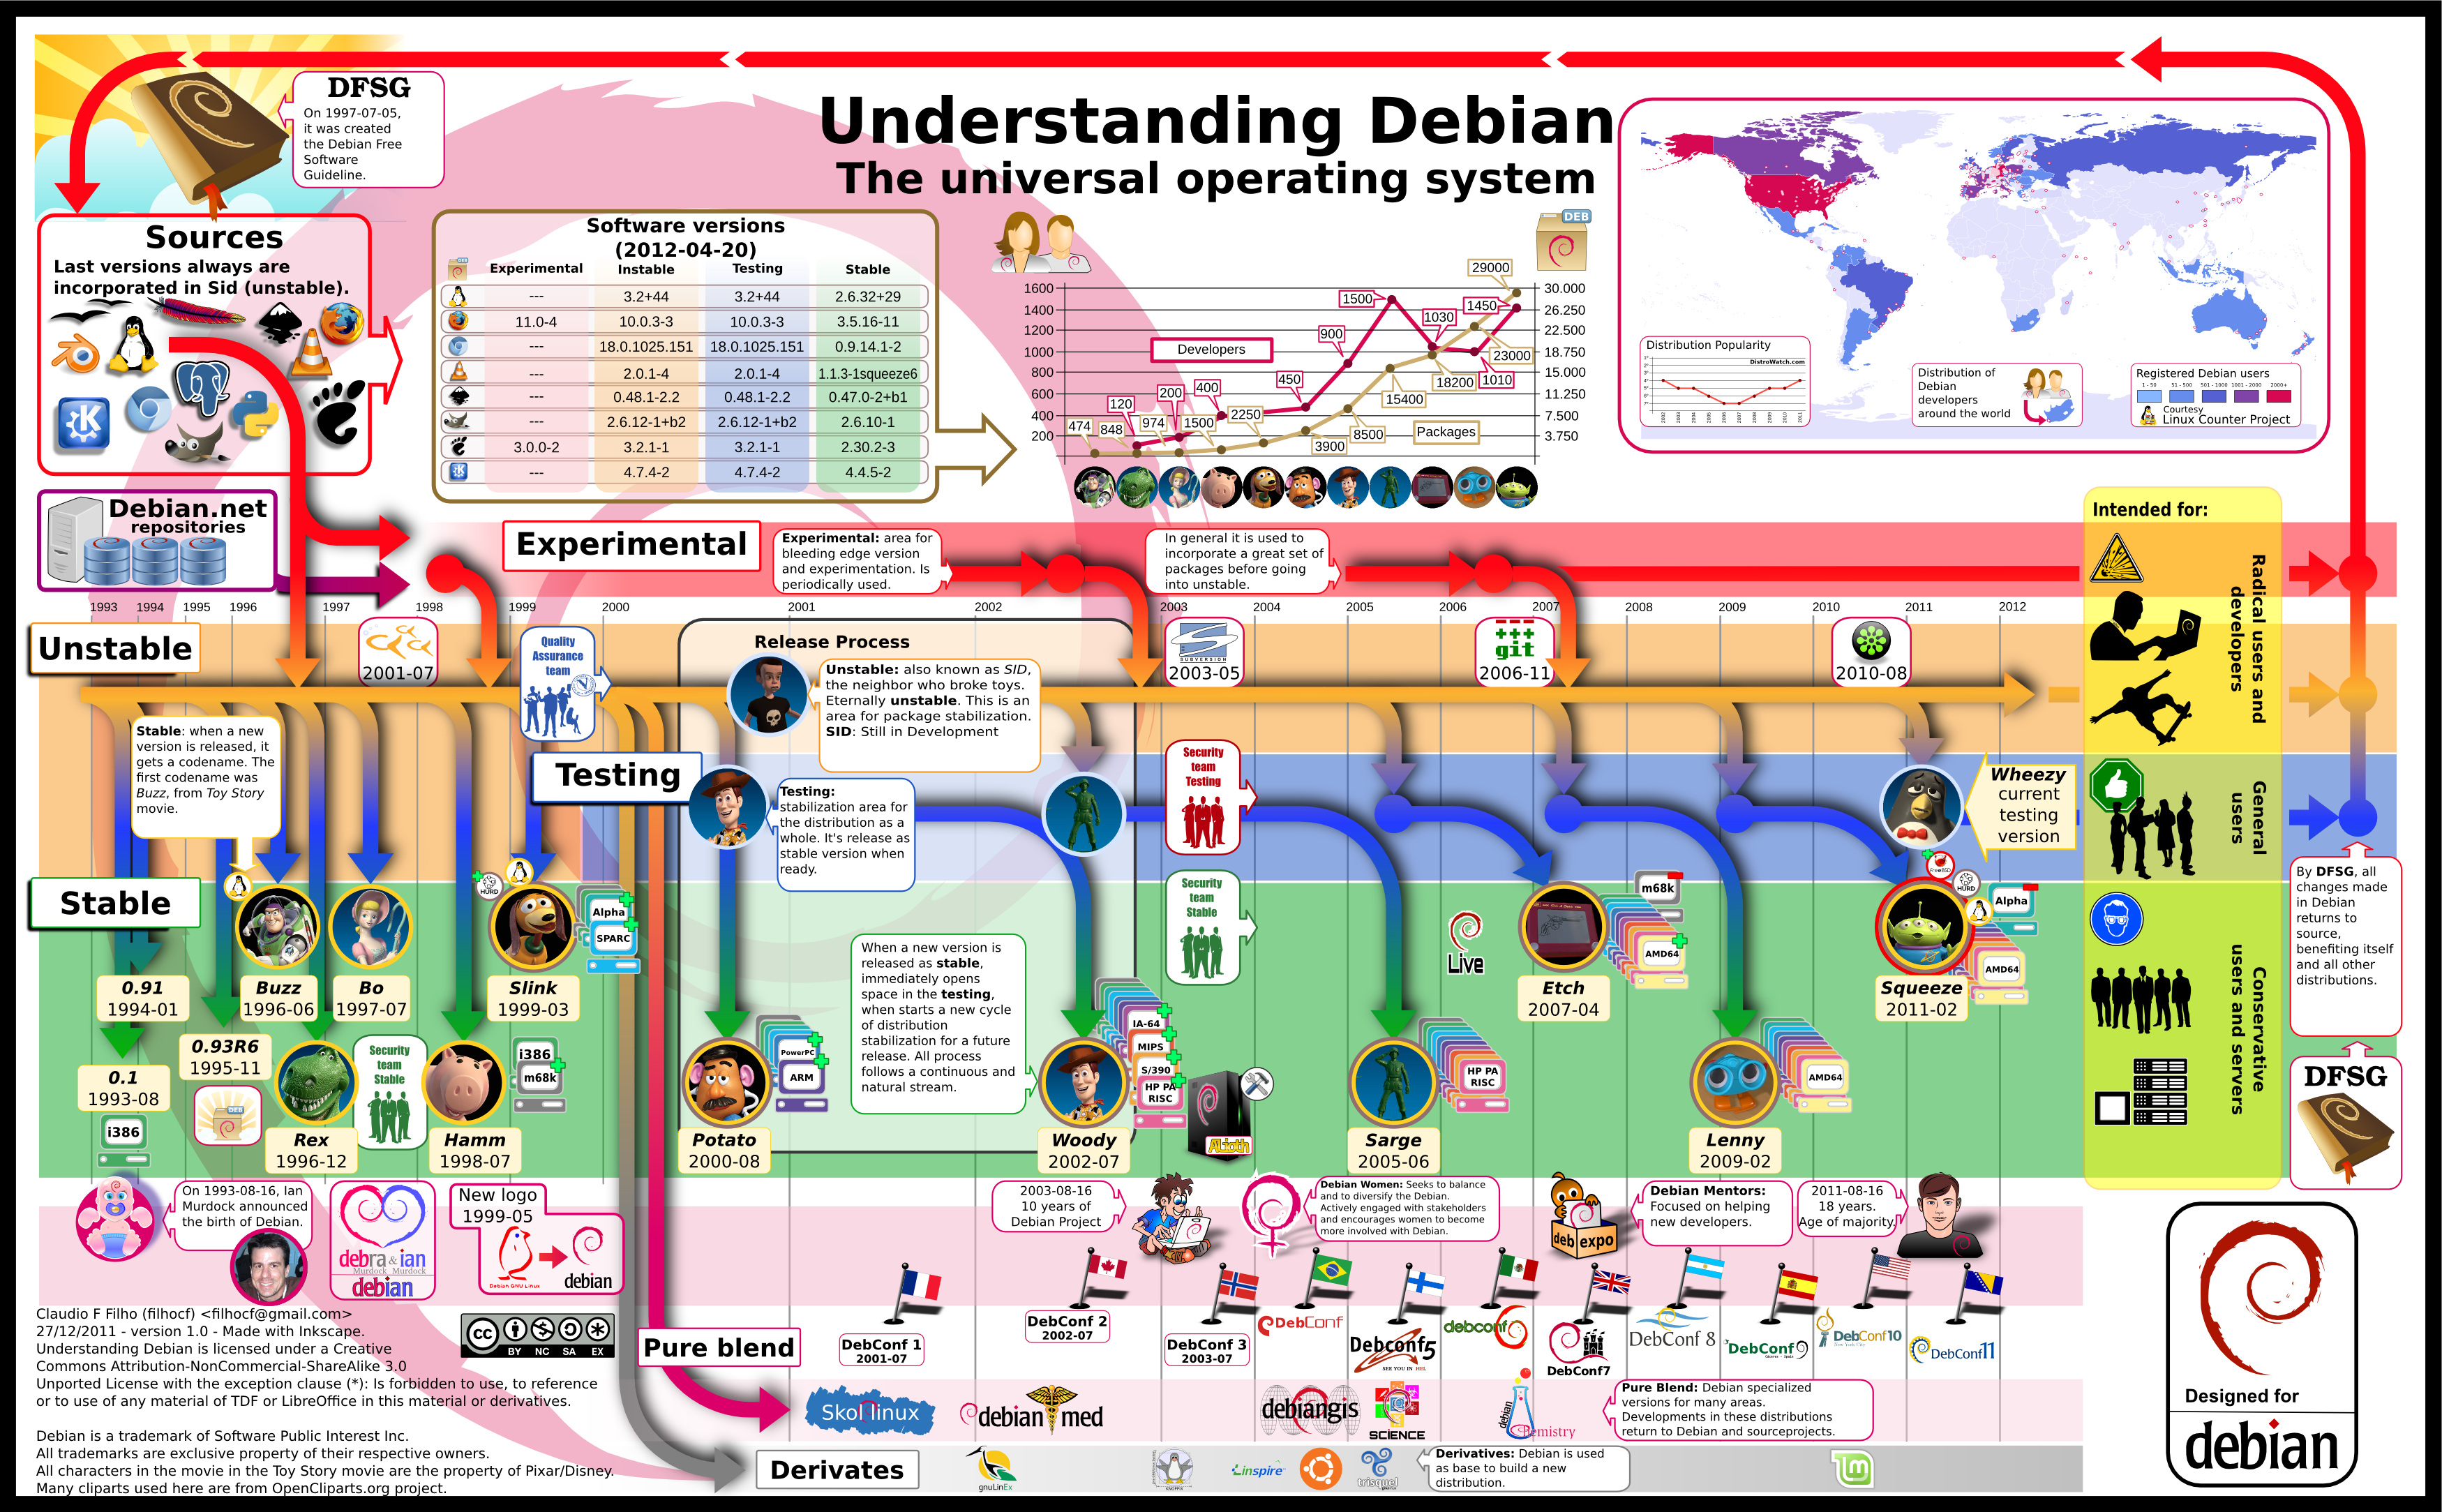 Understanding Debian
The universal operating system
DFSG
On 1997-07-05,
it was created
the Debian Free
Software
Guideline.
Sources
Last versions always are
incorporated in Sid (unstable).
Debian.net
repositories
Software versions
(2012-04-20)
Experimental Instable Testing Stable
--- 3.2+44 3.2+44 2.6.32+29
11.0-4 10.0.3-3 10.0.3-3 3.5.16-11
--- 18.0.1025.151 18.0.1025.151 0.9.14.1-2
--- 2.0.1-4 2.0.1-4 1.1.3-1squeeze6
--- 0.48.1-2.2 0.48.1-2.2 0.47.0-2+b1
--- 2.6.12-1+b2 2.6.12-1+b2 2.6.10-1
3.0.0-2 3.2.1-1 3.2.1-1 2.30.2-3
--- 4.7.4-2 4.7.4-2 4.4.5-2
DEB
29000
1600 1500 1450 30.000
1400 1030 26.250
1200 900 22.500
1000 Developers 23000 18.750
800 450 18200 1010 15.000
600 120 200 400 15400 11.250
400 474 848 974 1500 2250 7.500
200 3900 8500 Packages 3.750
Distribution Popularity
DistroWatch.com
2002 2003 2004 2005 2006 2007 2008 2009 2010 2011
Distribution of
Debian
developers
around the world
Registered Debian users
1 - 50 51 - 500 501 - 1000 1001 - 2000 2000+
Courtesy
Linux Counter Project
Experimental
Experimental: area for
bleeding edge version
and experimentation. Is
periodically used.
In general it is used to
incorporate a great set of
packages before going
into unstable.
Intended for:
Radical users and
developers
General
users
Conservative
users and servers
1993 1994 1995 1996 1997 1998 1999 2000 2001 2002 2003 2004 2005 2006 2007 2008 2009 2010 2011 2012
Unstable
2001-07
Quality
Assurance
team
Release Process
Unstable: also known as SID,
the neighbor who broke toys.
Eternally unstable. This is an
area for package stabilization.
SID: Still in Development
SUBVERSION
2003-05
git
2006-11
2010-08
Stable: when a new
version is released, it
gets a codename. The
first codename was
Buzz, from Toy Story
movie.
Testing
Testing:
stabilization area for
the distribution as a
whole. It's release as
stable version when
ready.
Security
team
Testing
Wheezy
current
testing
version
Stable
Security
team
Stable
When a new version is
released as stable,
immediately opens
space in the testing,
when starts a new cycle
of distribution
stabilization for a future
release. All process
follows a continuous and
natural stream.
By DFSG, all
changes made
in Debian
returns to
source,
benefiting itself
and all other
distributions.
DFSG
HURD
Alpha
SPARC
Live
m68k
AMD64
HURD
Alpha
AMD64
0.91
1994-01
Buzz
1996-06
Bo
1997-07
Slink
1999-03
Etch
2007-04
Squeeze
2011-02
0.93R6
1995-11
0.1
1993-08
i386
DEB
Security
team
Stable
i386
m68k
PowerPC
ARM
IA-64
MIPS
S/390
HP PA
RISC
Alioth
HP PA
RISC
AMD64
Rex
1996-12
Hamm
1998-07
Potato
2000-08
Woody
2002-07
Sarge
2005-06
Lenny
2009-02
On 1993-08-16, Ian
Murdock announced
the birth of Debian.
debra & ian
Murdock Murdock
debian
New logo
1999-05
Debian GNU Linux
debian
2003-08-16
10 years of
Debian Project
Debian Women: Seeks to balance
and to diversify the Debian.
Actively engaged with stakeholders
and encourages women to become
more involved with Debian.
deb expo
Debian Mentors:
Focused on helping
new developers.
2011-08-16
18 years.
Age of majority.
DebConf 1
2001-07
DebConf 2
2002-07
DebConf 3
2003-07
DebConf
Debconf5
SEE YOU IN HEL
debconf6
DebConf7
DebConf 8
DebConf9
DebConf10
New York City
DebConf11
Claudio F Filho (filhocf) <filhocf@gmail.com>
27/12/2011 - version 1.0 - Made with Inkscape.
Understanding Debian is licensed under a Creative
Commons Attribution-NonCommercial-ShareAlike 3.0
Unported License with the exception clause (*): Is forbidden to use, to reference
or to use of any material of TDF or LibreOffice in this material or derivatives.
Debian is a trademark of Software Public Interest Inc.
All trademarks are exclusive property of their respective owners.
All characters in the movie in the Toy Story movie are the property of Pixar/Disney.
Many cliparts used here are from OpenCliparts.org project.
cc
BY NC SA EX
Pure blend
Skolelinux
debian med
debiangis
SCIENCE
debian
chemistry
Pure Blend: Debian specialized
versions for many areas.
Developments in these distributions
return to Debian and sourceprojects.
Derivates
gnuLinEx
KNOPPIX
Linspire
trisquel
Derivatives: Debian is used
as base to build a new
distribution.
Designed for
debian